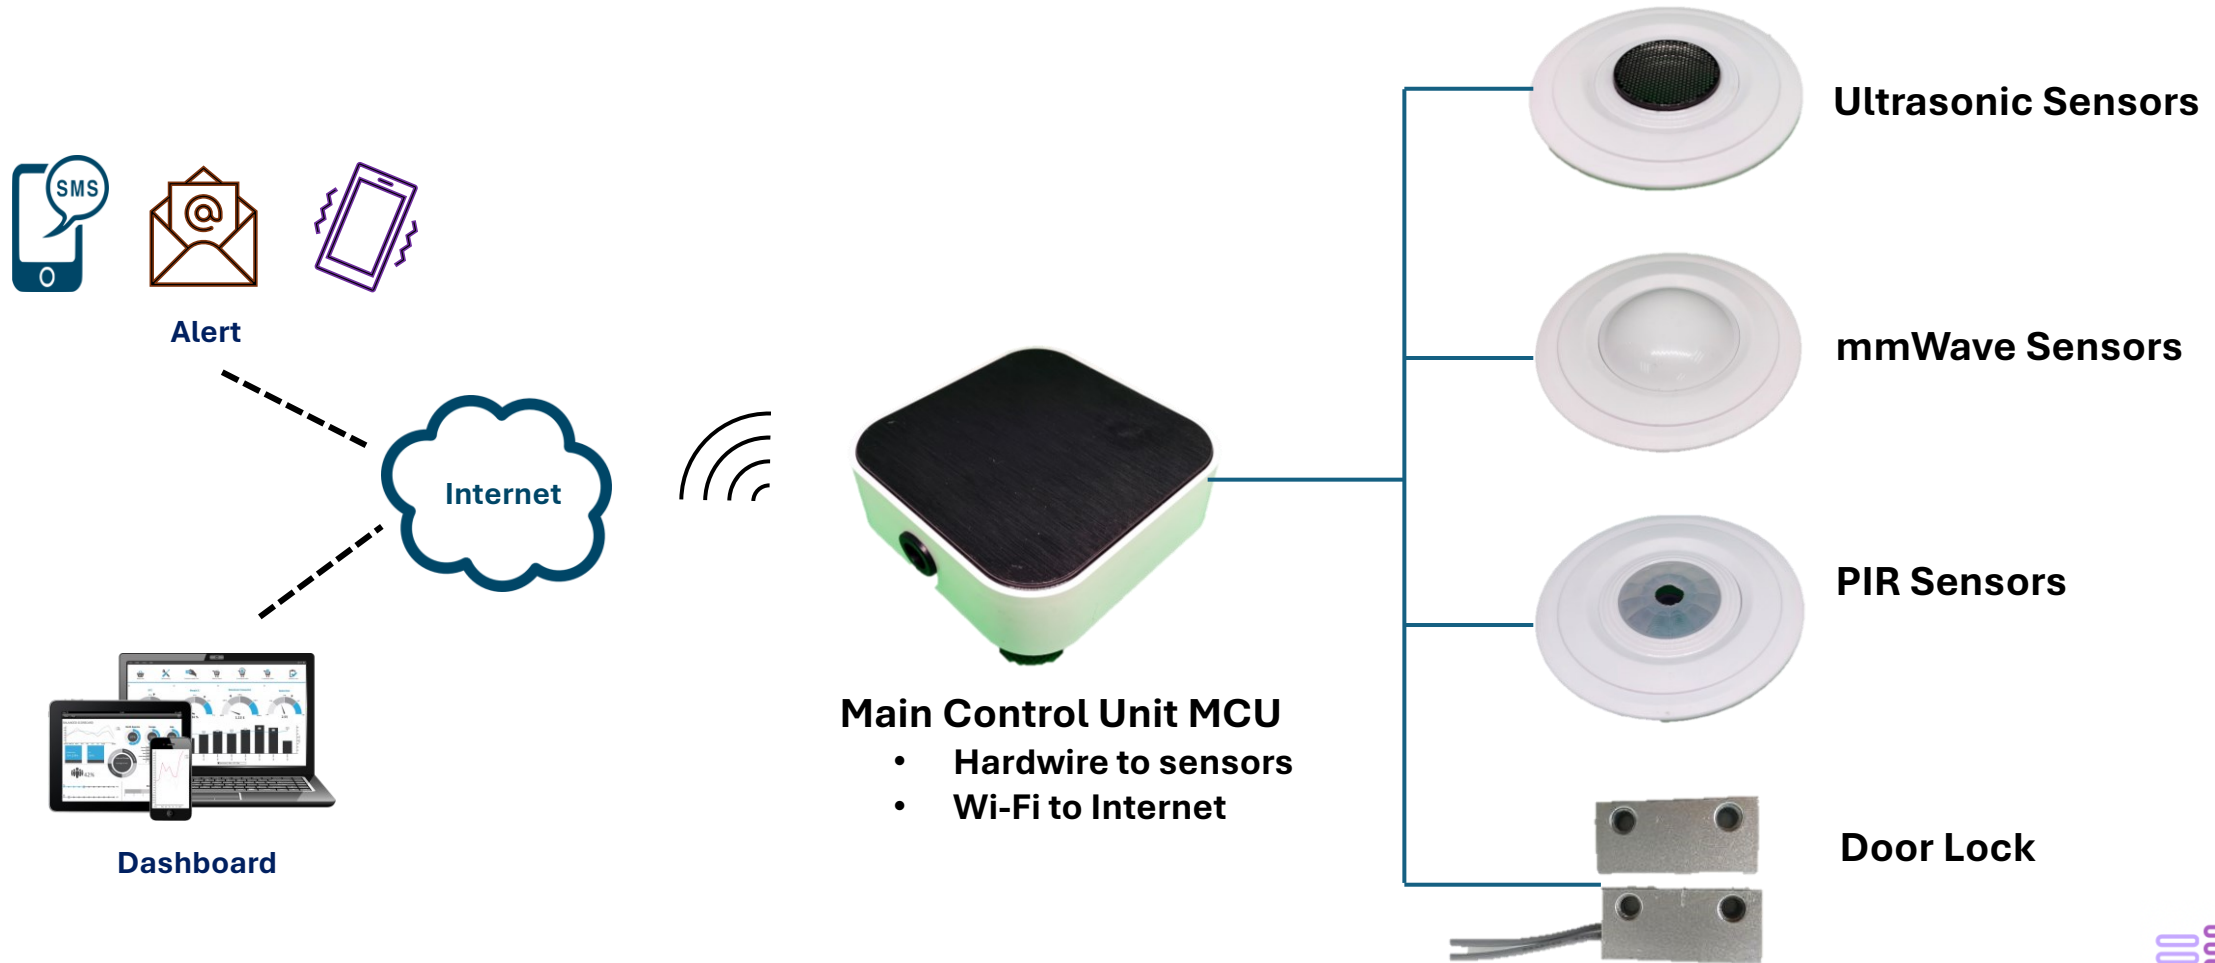 Ultrasonic Sensors
SMS
@
Alert
mmWave Sensors
Internet
PIR Sensors
Main Control Unit MCU
• Hardwire to sensors
• Wi-Fi to Internet
Door Lock
Dashboard